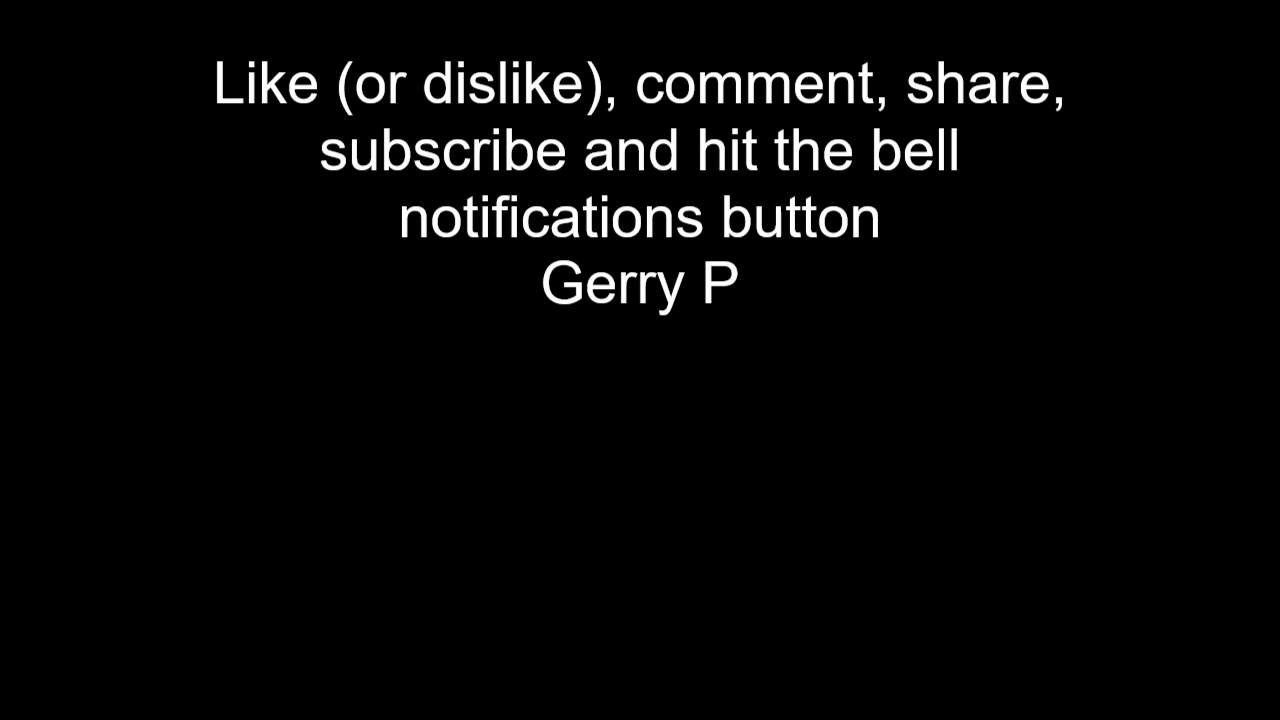 Like (or dislike), comment, share,
subscribe and hit the bell
notifications button
Gerry P